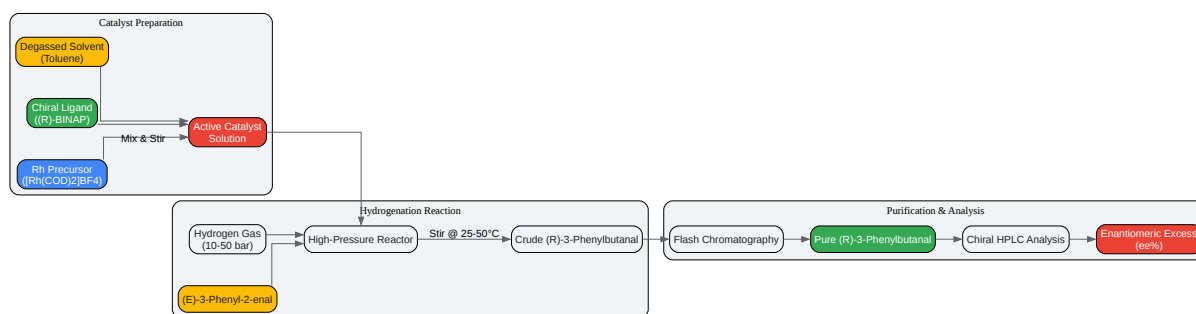 Catalyst Preparation
Degassed Solvent
(Toluene)
Chiral Ligand
((R)-BINAP)
Mix & Stir
Active Catalyst
Solution
Rh Precursor
([Rh(COD)2]BF4)
Hydrogenation Reaction
Hydrogen Gas
(10-50 bar)
High-Pressure Reactor
Stir @ 25-50°C
Crude (R)-3-Phenylbutanal
(E)-3-Phenyl-2-enal
Purification & Analysis
Flash Chromatography
Pure (R)-3-Phenylbutanal
Chiral HPLC Analysis
Enantiomeric Excess
(ee%)